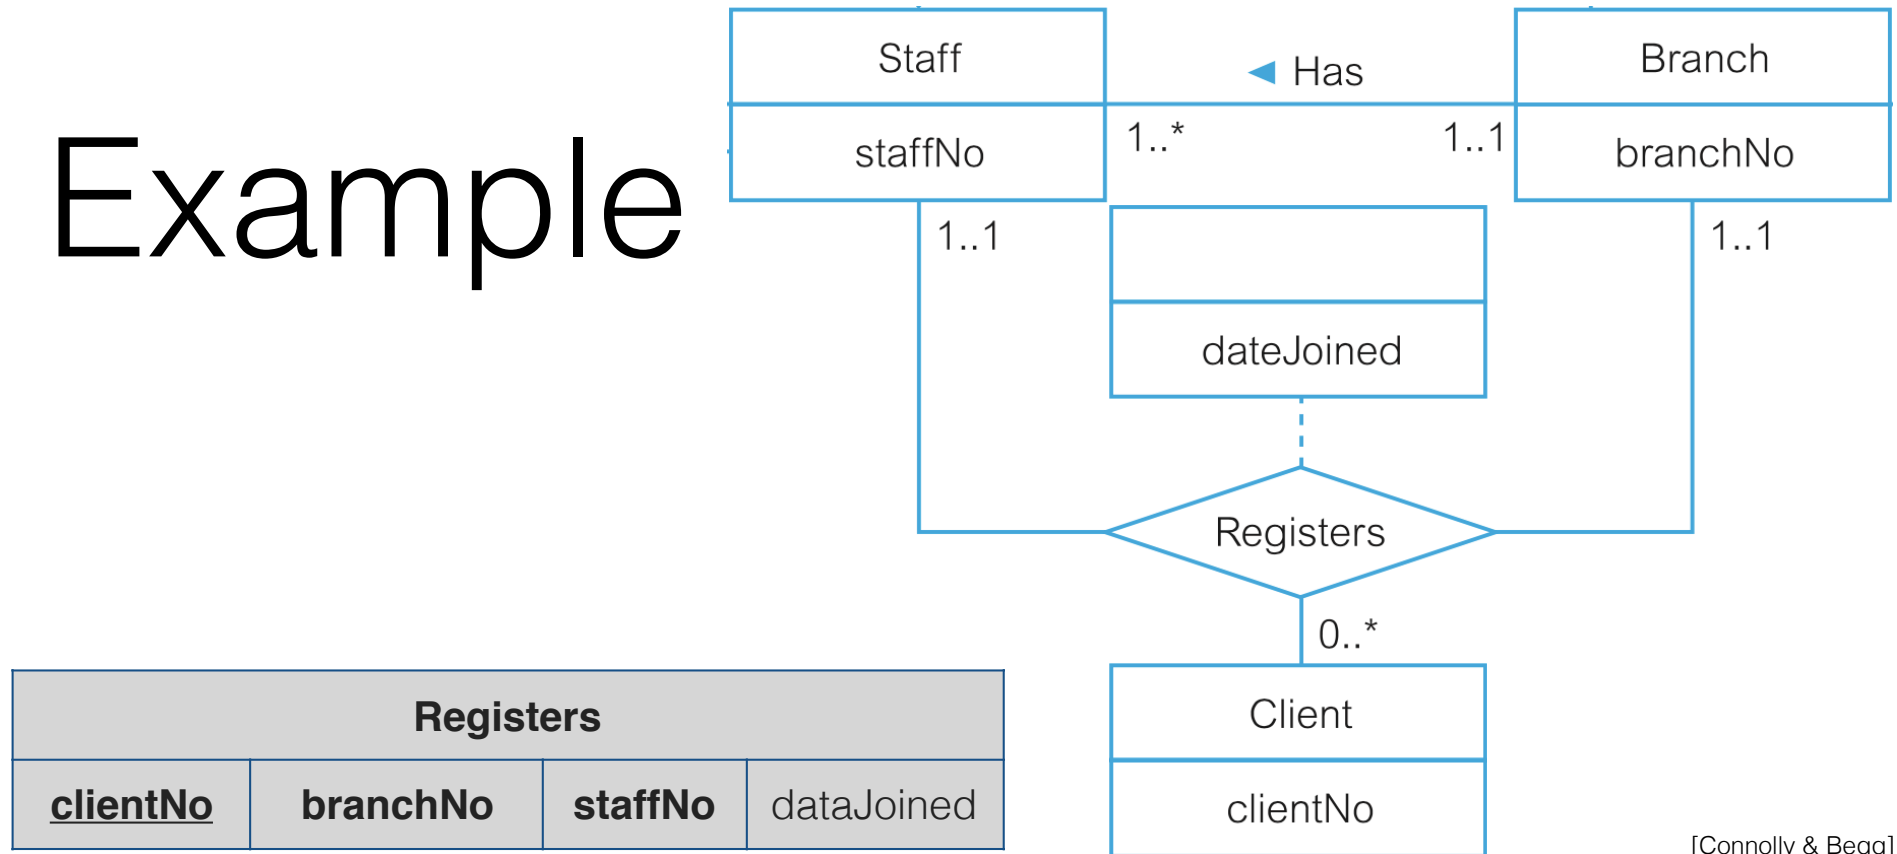 Example
Staff
Has
Branch
staffNo
1..*
1..1
branchNo
1..1
1..1
dateJoined
Registers
0..*
Client
clientNo
Registers
clientNo branchNo staffNo dataJoined
[Connolly & Begg]